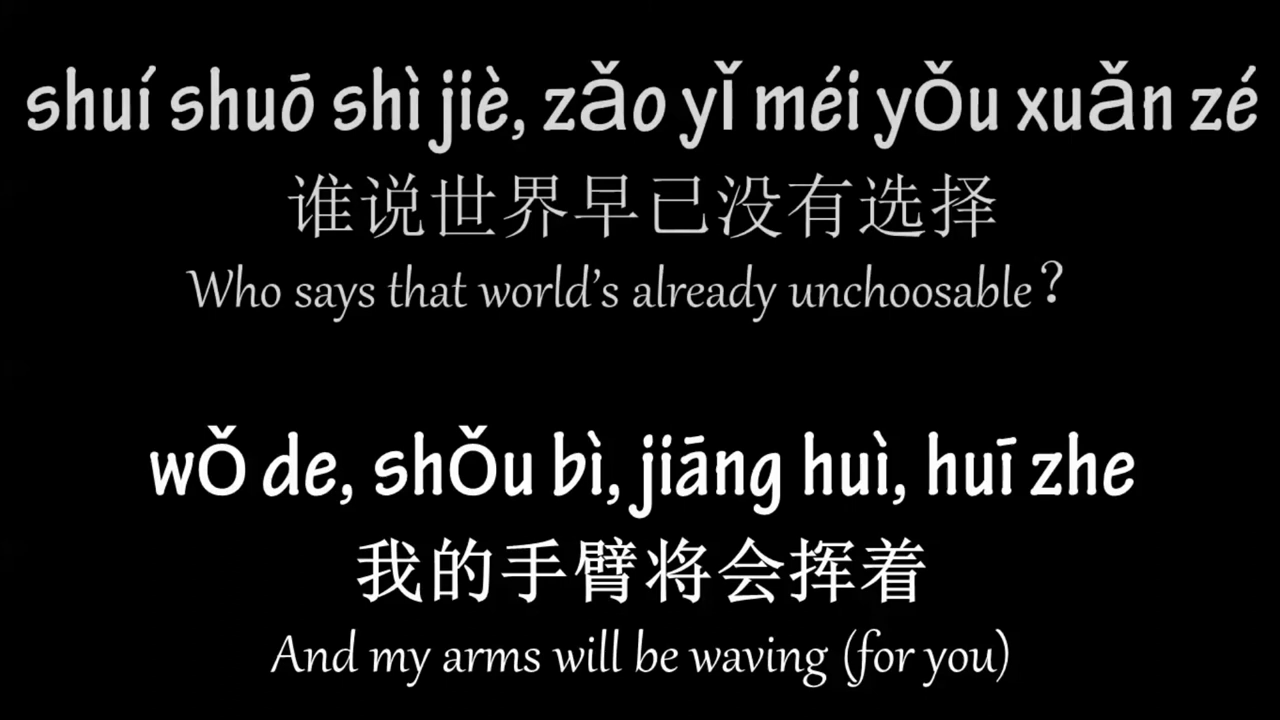 shuí shuō shì jiè, zǎo yǐ méi yǒu xuǎn zé
谁说世界早已没有选择
Who says that world’s already unchoosable?
wǒ de, shǒu bì, jiāng huì, huī zhe
我的手臂将会挥着
And my arms will be waving (for you)